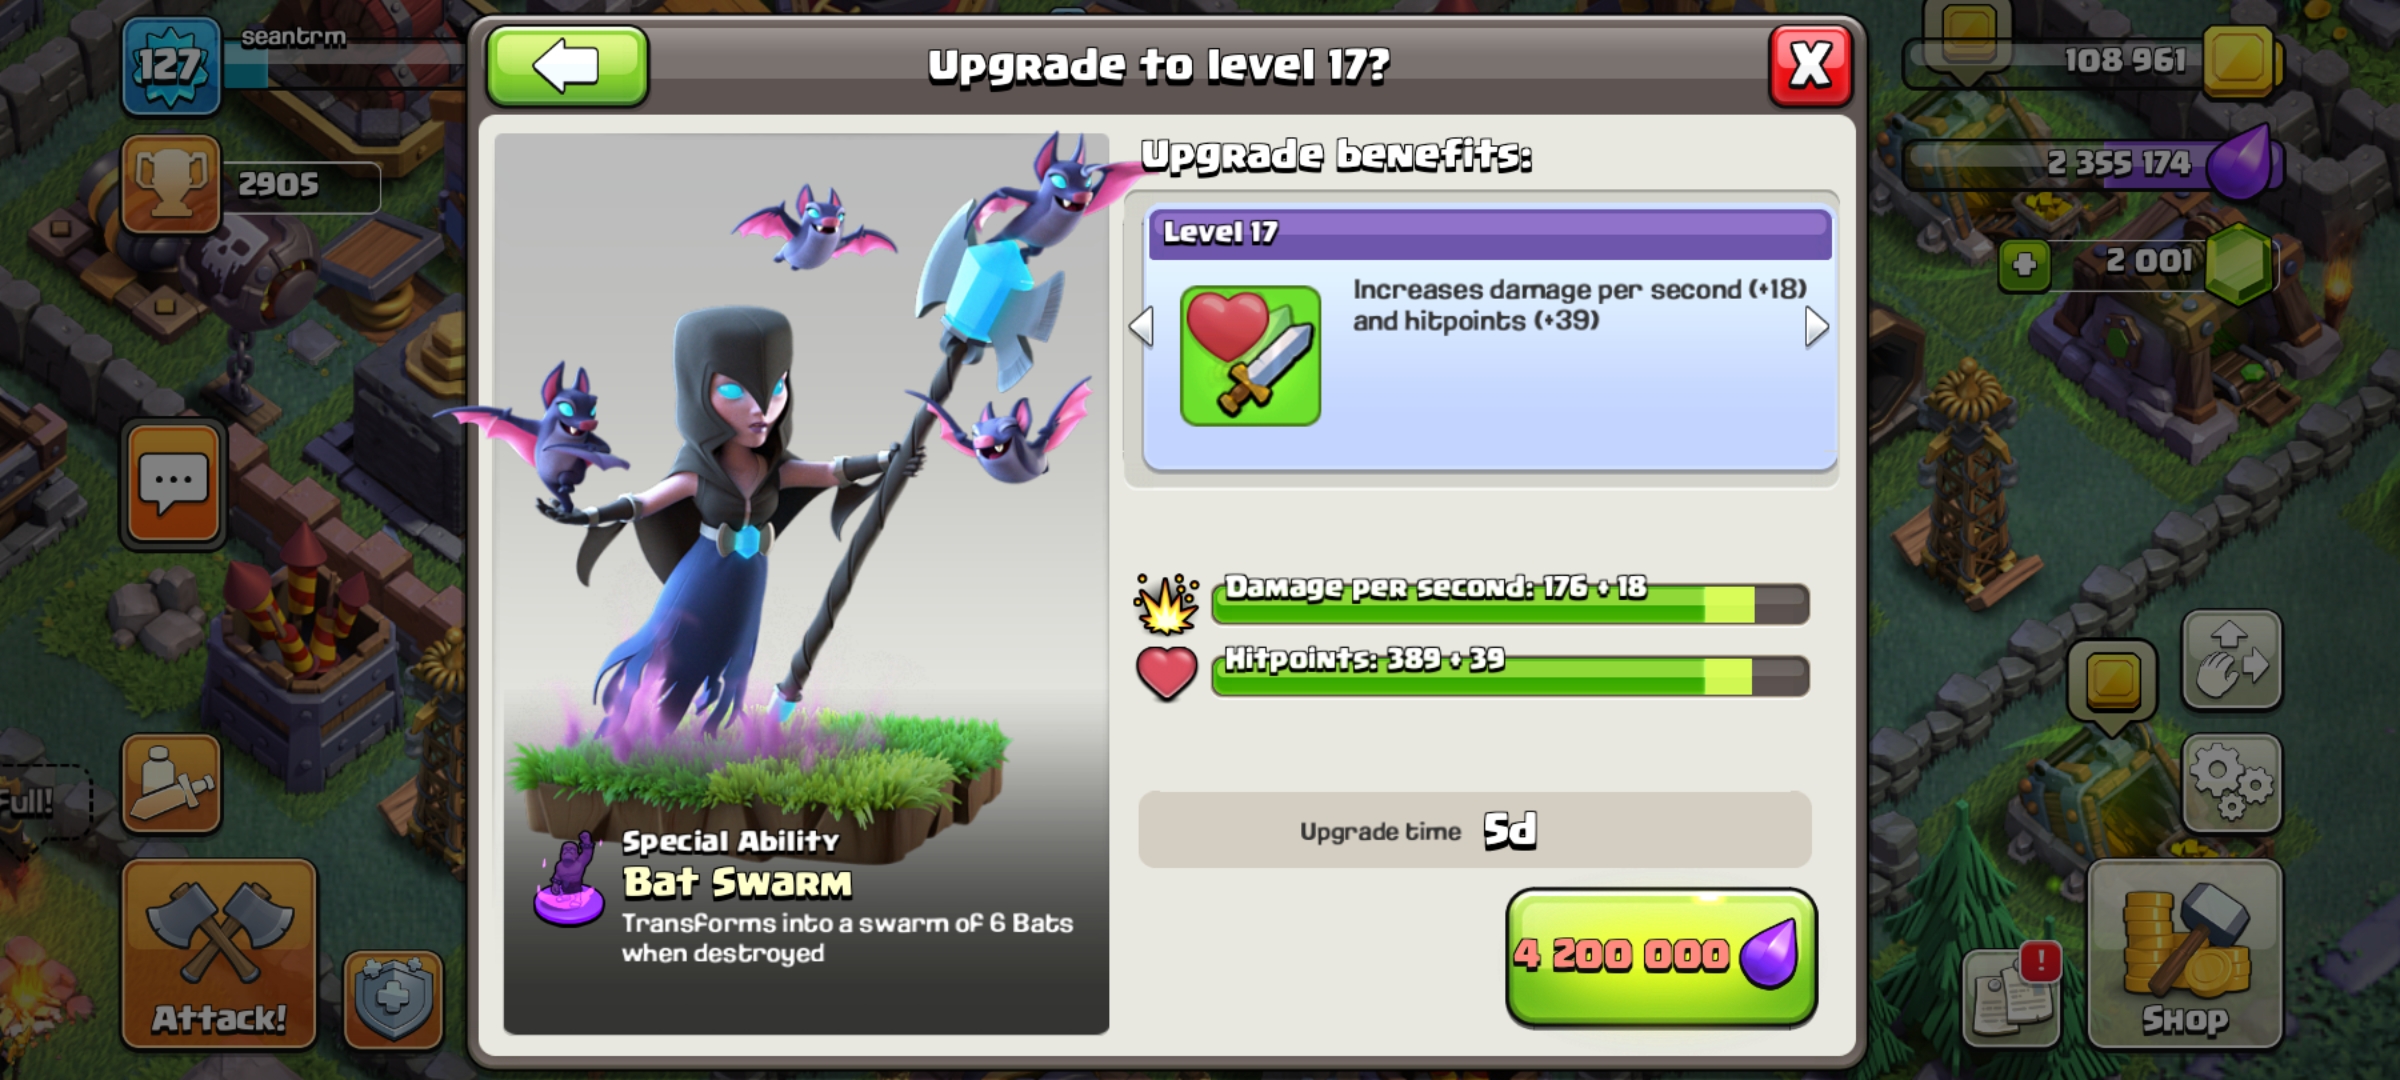 127
seantrm
2905
Full!
Attack!
Upgrade to level 17?
X
Upgrade benefits:
Level 17
Increases damage per second (+18)
and hitpoints (+39)
Damage per second: 176 + 18
Hitpoints: 389 + 39
Upgrade time 5d
4 200 000
Special Ability
Bat Swarm
Transforms into a swarm of 6 Bats
when destroyed
108 961
2 355 174
2 001
!
Shop